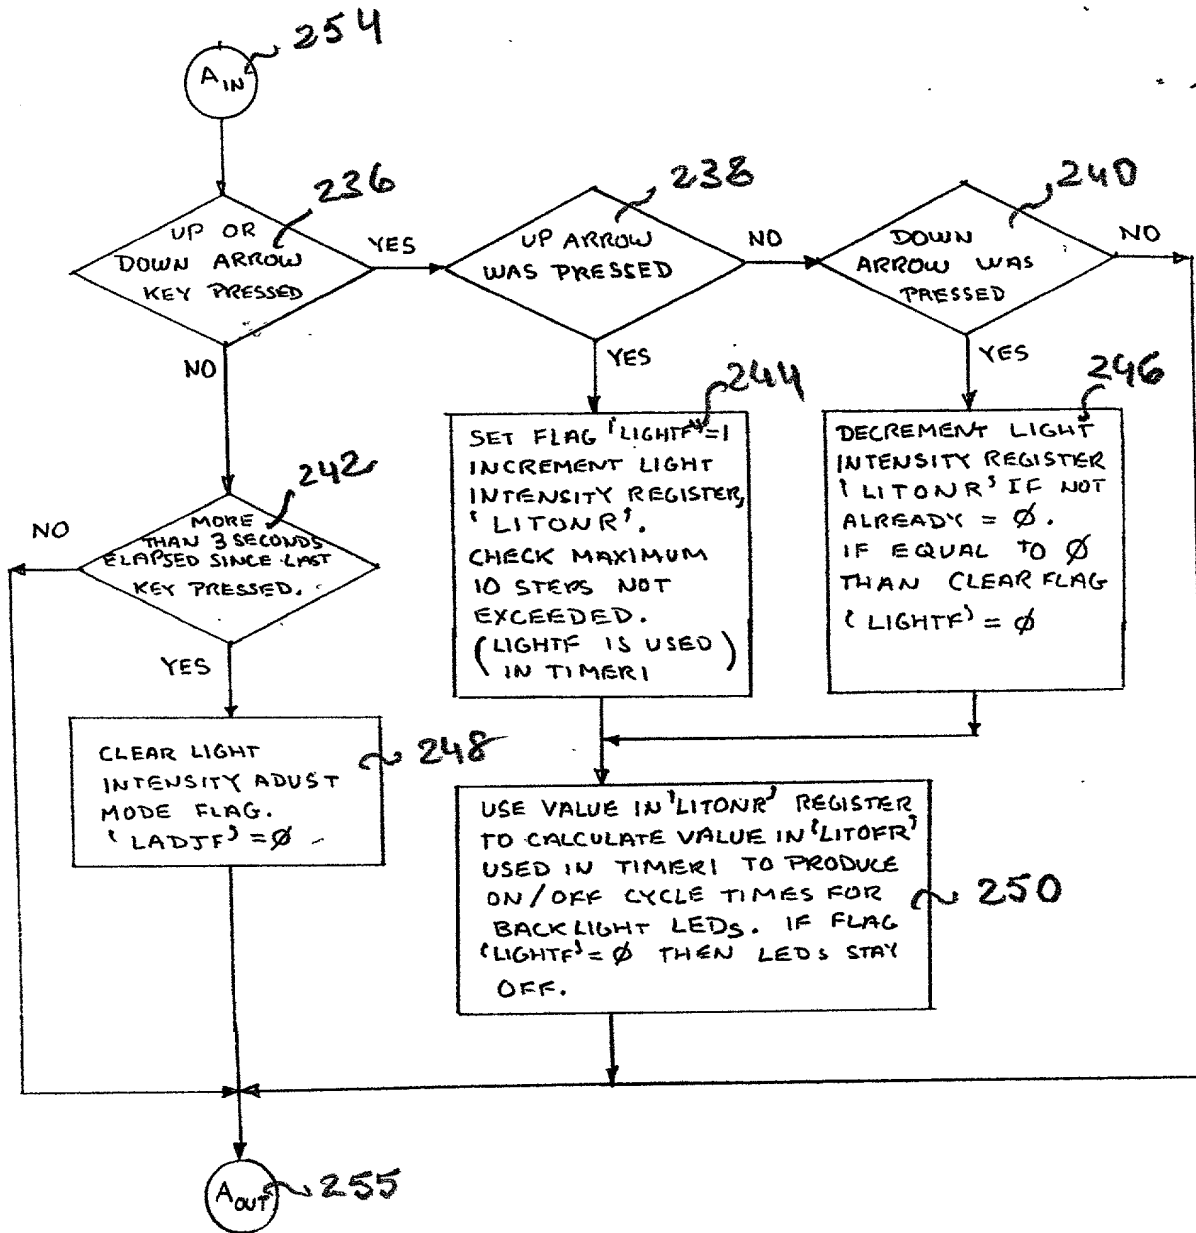 254
A IN
236
UP OR
DOWN ARROW
KEY PRESSED
YES
NO
238
UP ARROW
WAS PRESSED
NO
YES
240
DOWN
ARROW WAS
PRESSED
NO
YES
242
MORE
THAN 3 SECONDS
ELAPSED SINCE LAST
KEY PRESSED.
NO
YES
244
SET FLAG 'LIGHTF'=1
INCREMENT LIGHT
INTENSITY REGISTER,
'LITONR'.
CHECK MAXIMUM
10 STEPS NOT
EXCEEDED.
(LIGHTF IS USED
IN TIMER1)
246
DECREMENT LIGHT
INTENSITY REGISTER
'LITONR' IF NOT
ALREADY = Ø.
IF EQUAL TO Ø
THAN CLEAR FLAG
'LIGHTF' = Ø
248
CLEAR LIGHT
INTENSITY ADUST
MODE FLAG.
'LADJF' = Ø
USE VALUE IN 'LITONR' REGISTER
TO CALCULATE VALUE IN 'LITOFR'
USED IN TIMER1 TO PRODUCE
ON/OFF CYCLE TIMES FOR
BACKLIGHT LEDS. IF FLAG
'LIGHTF' = Ø THEN LEDS STAY
OFF.
250
A OUT
255